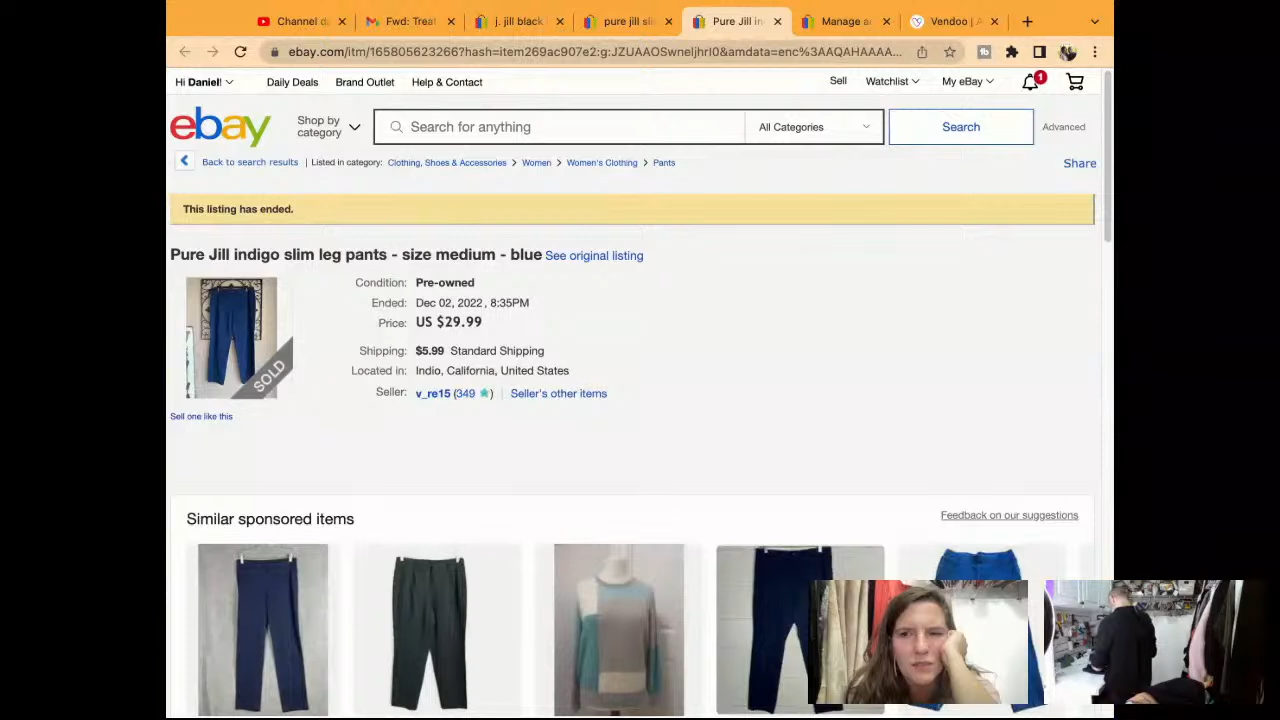 Channel da
Fwd: Treat
j. jill black
pure jill slim
Pure Jill in
Manage a
Vendoo | A
ebay.com/itm/165805623266?hash=item269ac907e2:g:JZUAAOSwneljhrI0&amdata=enc%3AAQAHAAAA...
Hi Daniel!
Daily Deals
Brand Outlet
Help & Contact
Sell
Watchlist
My eBay
1
ebay
Shop by
category
Search for anything
All Categories
Search
Advanced
Back to search results | Listed in category: Clothing, Shoes & Accessories > Women > Women's Clothing > Pants
Share
This listing has ended.
Pure Jill indigo slim leg pants - size medium - blue See original listing
Condition: Pre-owned
Ended: Dec 02, 2022 , 8:35PM
Price: US $29.99
Shipping: $5.99 Standard Shipping
Located in: Indio, California, United States
Seller: v_re15 (349) | Seller's other items
SOLD
Sell one like this
Similar sponsored items
Feedback on our suggestions